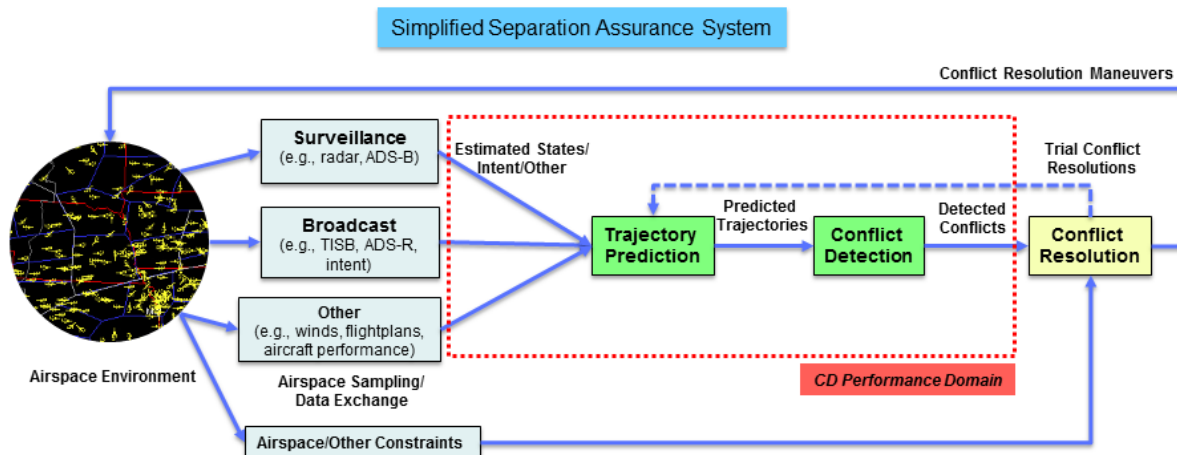 Simplified Separation Assurance System
Conflict Resolution Maneuvers
Surveillance
(e.g., radar, ADS-B)
Estimated States/
Intent/Other
Trial Conflict
Resolutions
Broadcast
(e.g., TISB, ADS-R,
intent)
Trajectory
Prediction
Predicted
Trajectories
Conflict
Detection
Detected
Conflicts
Conflict
Resolution
Other
(e.g., winds, flightplans,
aircraft performance)
Airspace Environment
Airspace Sampling/
Data Exchange
CD Performance Domain
Airspace/Other Constraints